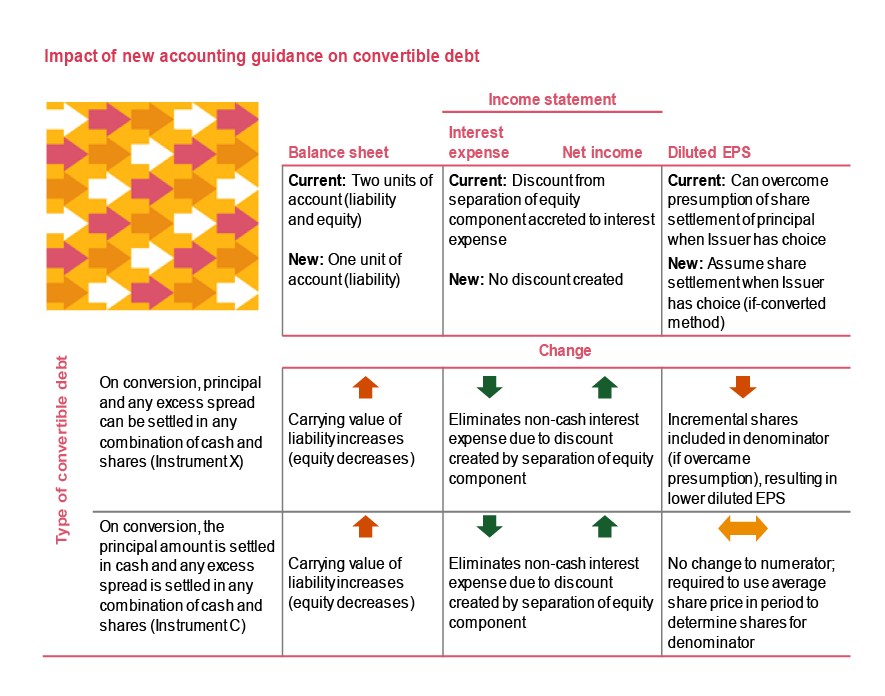 Impact of new accounting guidance on convertible debt
Income statement
Balance sheet
Interest
expense
Net income
Diluted EPS
Current: Two units of
account (liability
and equity)
New: One unit of
account (liability)
Current: Discount from
separation of equity
component accreted to interest
expense
New: No discount created
Current: Can overcome
presumption of share
settlement of principal
when Issuer has choice
New: Assume share
settlement when Issuer
has choice (if-converted
method)
Change
Type of convertible debt
On conversion, principal
and any excess spread
can be settled in any
combination of cash and
shares (Instrument X)
Carrying value of
liability increases
(equity decreases)
Eliminates non-cash interest
expense due to discount
created by separation of equity
component
Incremental shares
included in denominator
(if overcame
presumption), resulting in
lower diluted EPS
On conversion, the
principal amount is settled
in cash and any excess
spread is settled in any
combination of cash and
shares (Instrument C)
Carrying value of
liability increases
(equity decreases)
Eliminates non-cash interest
expense due to discount
created by separation of equity
component
No change to numerator;
required to use average
share price in period to
determine shares for
denominator